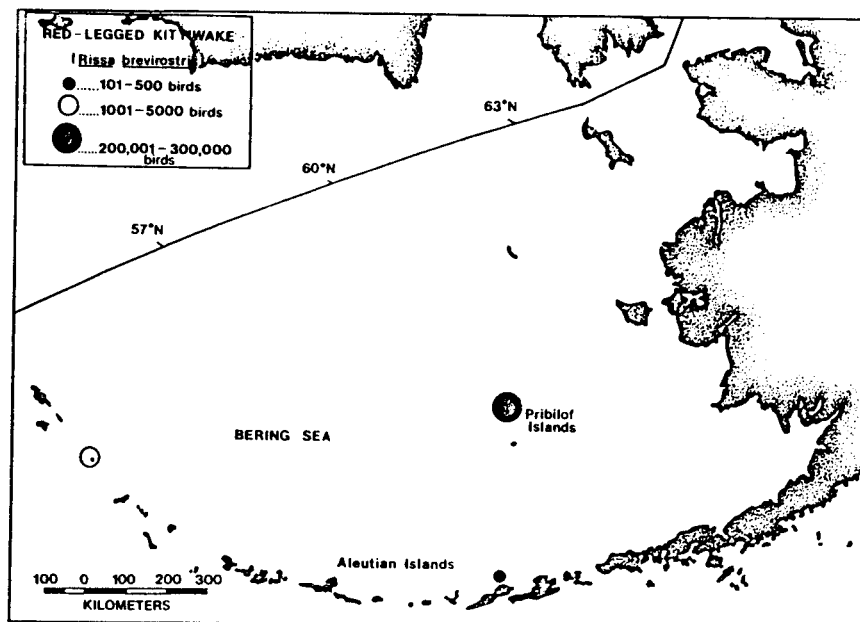 RED-LEGGED KITTIWAKE
(Rissa brevirostris)
.....101-500 birds
.....1001-5000 birds
.....200,001-300,000
birds
63°N
60°N
57°N
Pribilof
Islands
BERING SEA
Aleutian Islands
100 0 100 200 300
KILOMETERS